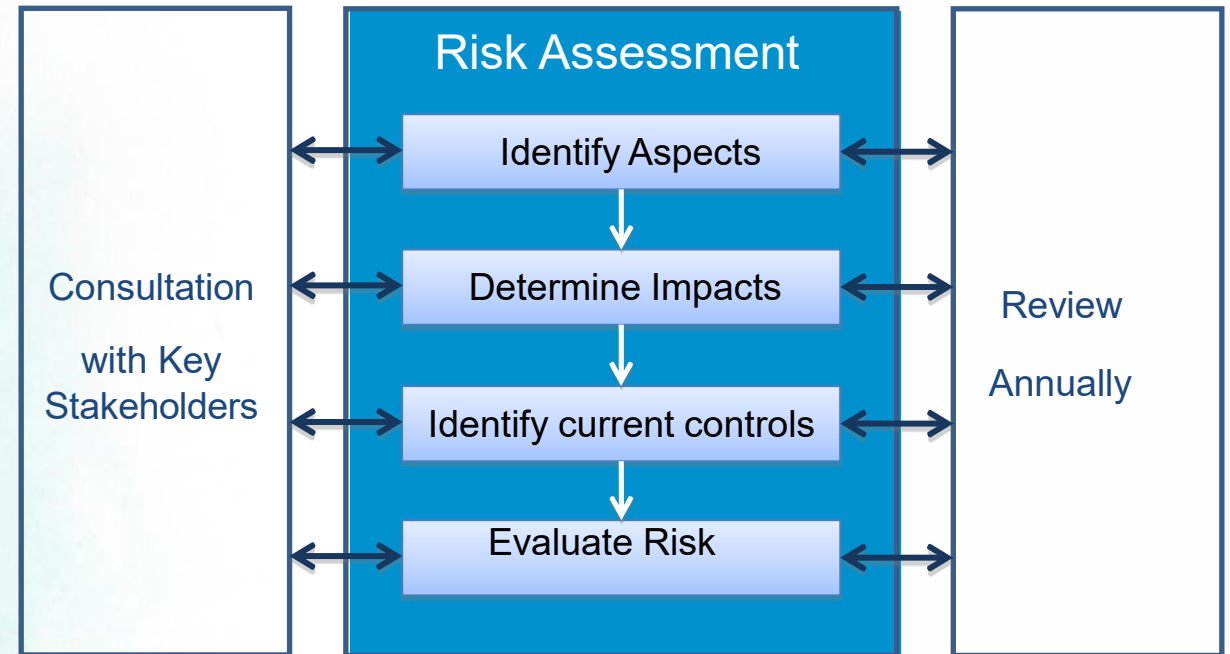 Risk Assessment
Identify Aspects
Determine Impacts
Identify current controls
Evaluate Risk
Consultation
with Key
Stakeholders
Review
Annually